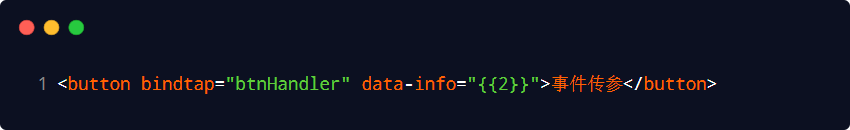 1 <button bindtap="btnHandler" data-info="{{2}}">事件传参</button>